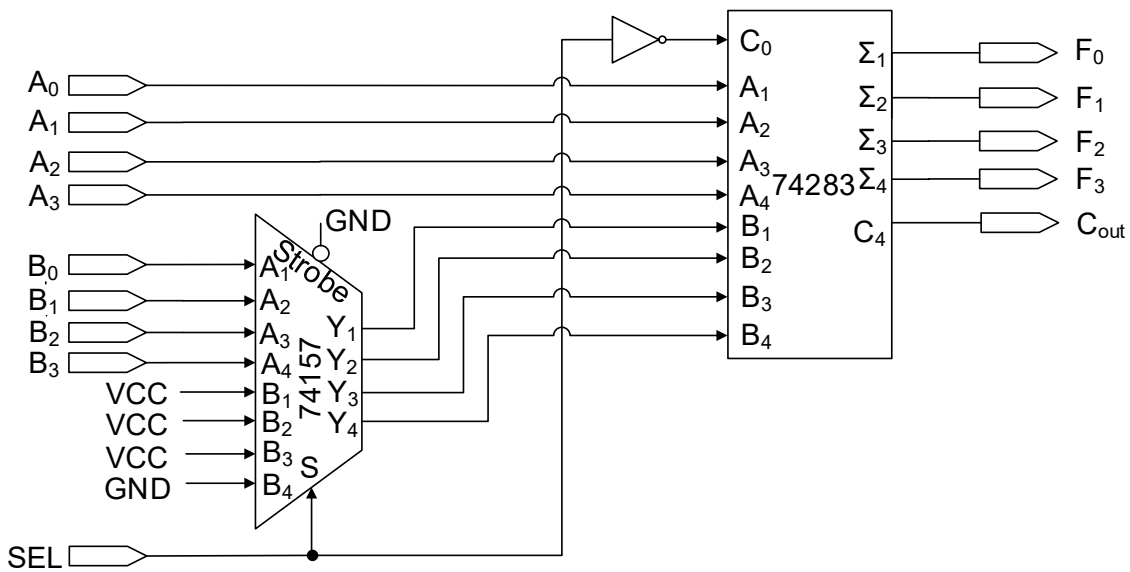 C₀
Σ₁
F₀
A₀
A₁
Σ₂
F₁
A₁
A₂
Σ₃
F₂
A₂
A₃
74283
Σ₄
F₃
A₃
A₄
GND
B₁
C₄
Cout
Strobe
B₀
A₁
B₂
B₁
A₂
B₃
B₂
A₃
Y₁
B₄
B₃
A₄
74157
Y₂
VCC
B₁
Y₃
VCC
B₂
Y₄
VCC
B₃
S
GND
B₄
SEL